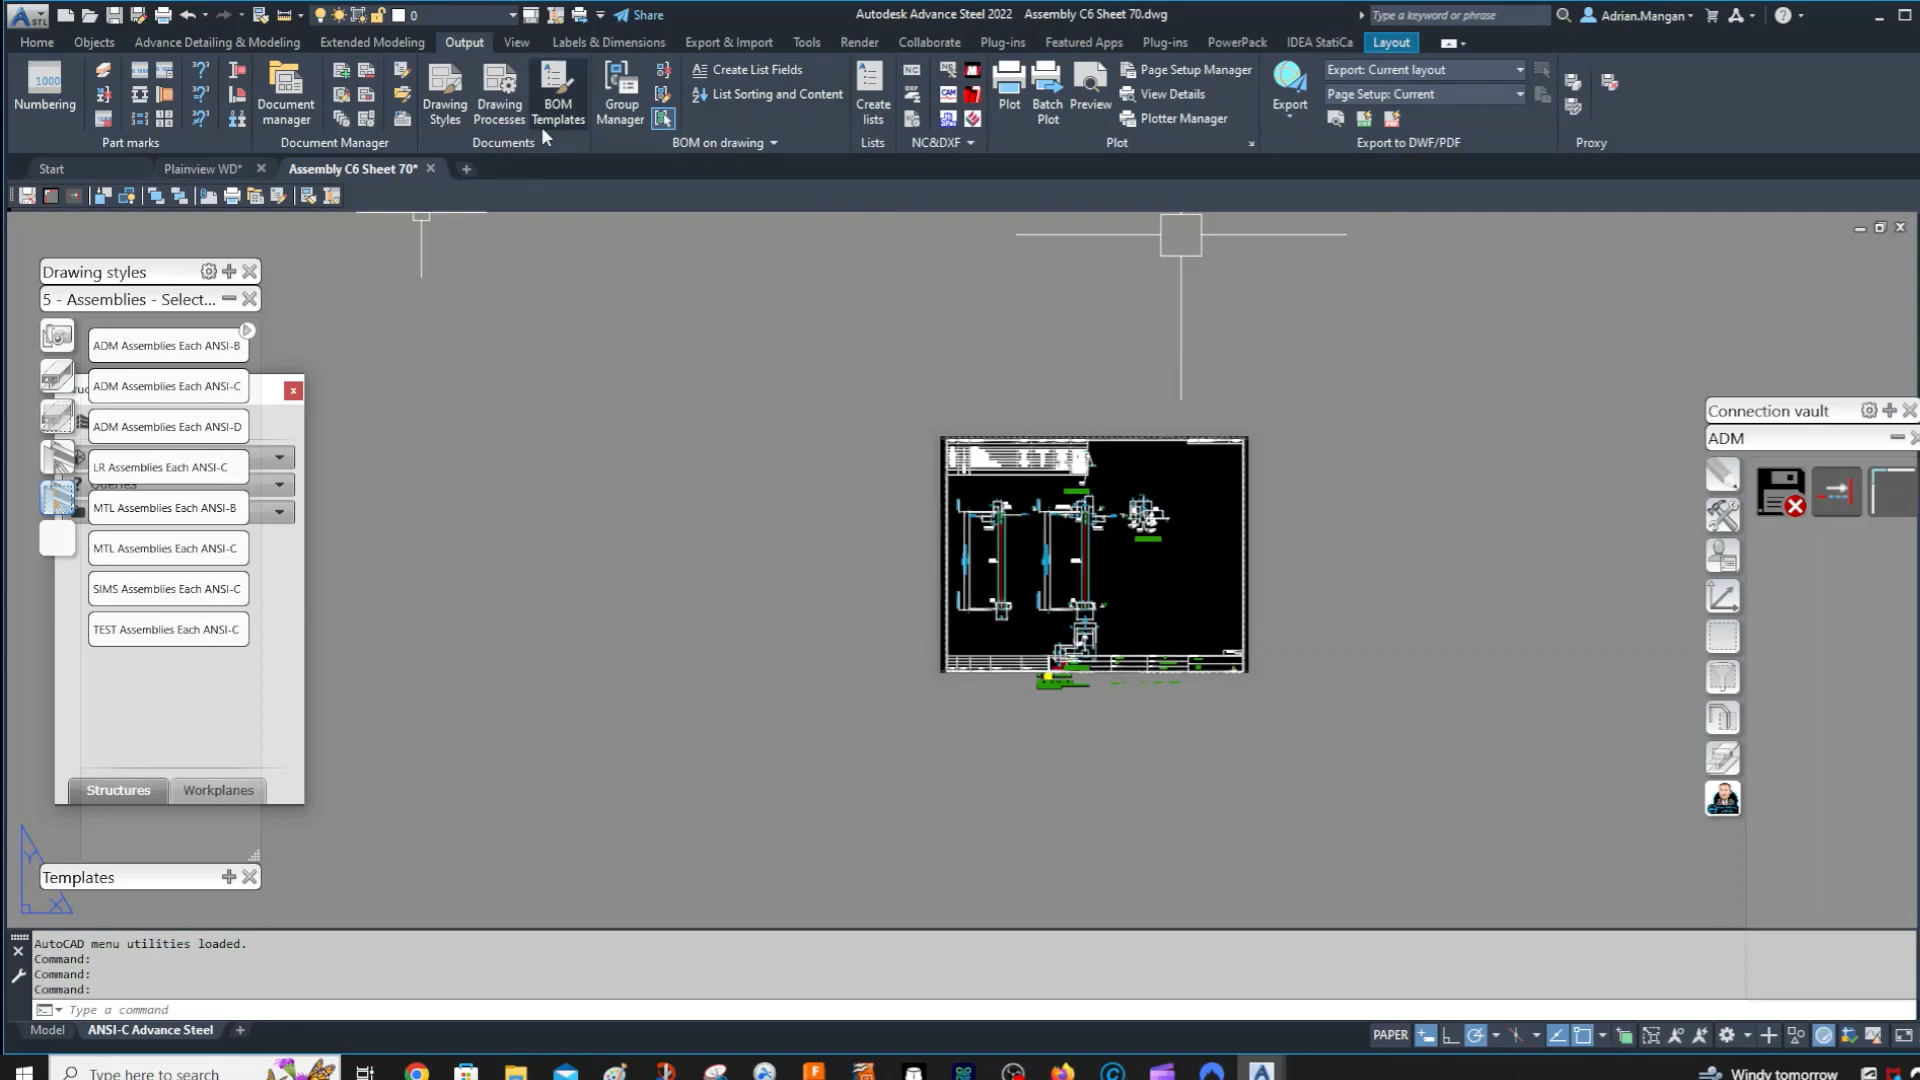 STL
0
Share
Autodesk Advance Steel 2022 Assembly C6 Sheet 70.dwg
Type a keyword or phrase
Adrian.Mangan
Home Objects Advance Detailing & Modeling Extended Modeling Output View Labels & Dimensions Export & Import Tools Render Collaborate Plug-ins Featured Apps Plug-ins PowerPack IDEA StatiCa Layout
1000
Numbering
Document manager
Drawing Styles
Drawing Processes
BOM Templates
Group Manager
Create List Fields
List Sorting and Content
Create lists
NC
DXF
CAM
Plot
Batch Plot
Preview
Page Setup Manager
View Details
Plotter Manager
Export
Export: Current layout
Page Setup: Current
Part marks Document Manager Documents BOM on drawing Lists NC&DXF Plot Export to DWF/PDF Proxy
Start Plainview WD* Assembly C6 Sheet 70*
Drawing styles
5 - Assemblies - Select...
ADM Assemblies Each ANSI-B
ADM Assemblies Each ANSI-C
ADM Assemblies Each ANSI-D
LR Assemblies Each ANSI-C
Queries
MTL Assemblies Each ANSI-B
MTL Assemblies Each ANSI-C
SIMS Assemblies Each ANSI-C
TEST Assemblies Each ANSI-C
Structures Workplanes
Templates
Y
X
Connection vault
ADM
AutoCAD menu utilities loaded.
Command:
Command:
Command:
Type a command
Model ANSI-C Advance Steel
PAPER
Type here to search
Windy tomorrow